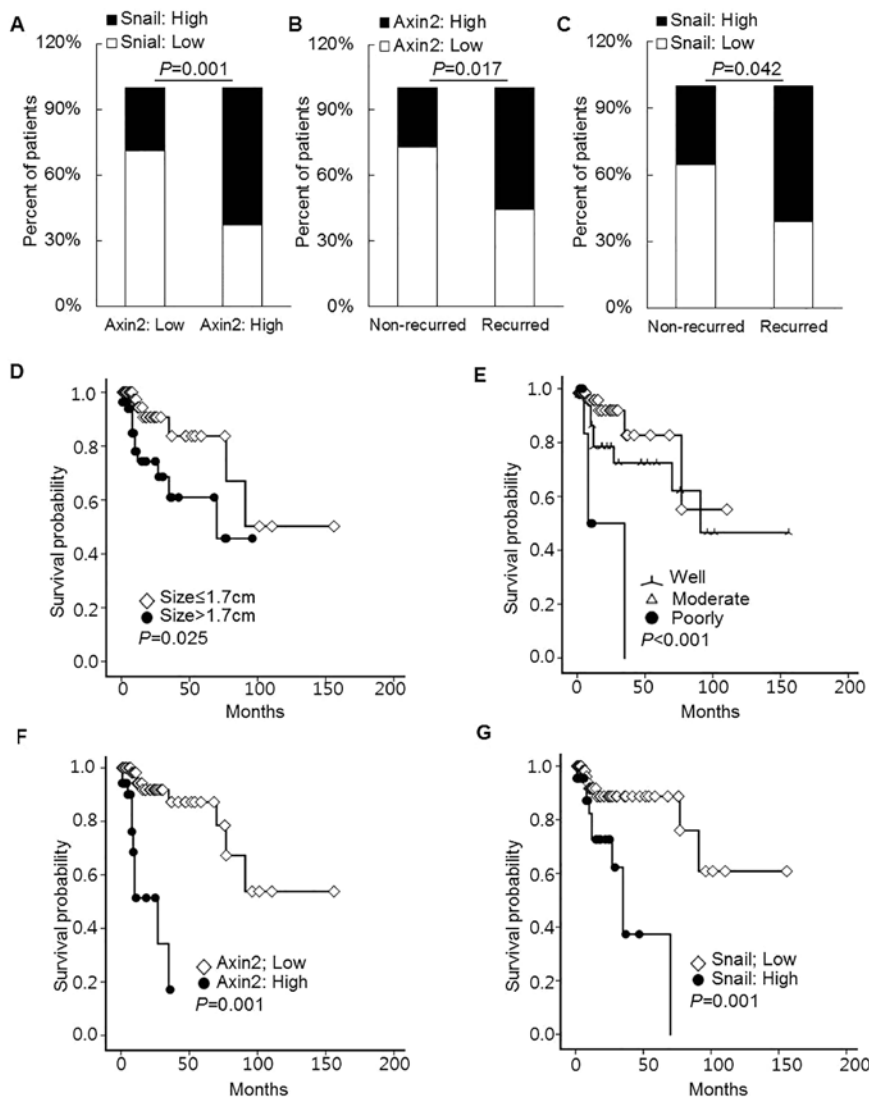 A
Snail: High
Snial: Low
120%
P=0.001
90%
60%
30%
0%
Percent of patients
Axin2: Low Axin2: High
B
Axin2: High
Axin2: Low
120%
P=0.017
90%
60%
30%
0%
Percent of patients
Non-recurred Recurred
C
Snail: High
Snail: Low
120%
P=0.042
90%
60%
30%
0%
Percent of patients
Non-recurred Recurred
D
1.0
0.8
0.6
0.4
0.2
0.0
Survival probability
Size≤1.7cm
Size>1.7cm
P=0.025
0 50 100 150 200
Months
E
1.0
0.8
0.6
0.4
0.2
0.0
Survival probability
Well
Moderate
Poorly
P<0.001
0 50 100 150 200
Months
F
1.0
0.8
0.6
0.4
0.2
0.0
Survival probability
Axin2; Low
Axin2: High
P=0.001
0 50 100 150 200
Months
G
1.0
0.8
0.6
0.4
0.2
0.0
Survival probability
Snail; Low
Snail: High
P=0.001
0 50 100 150 200
Months